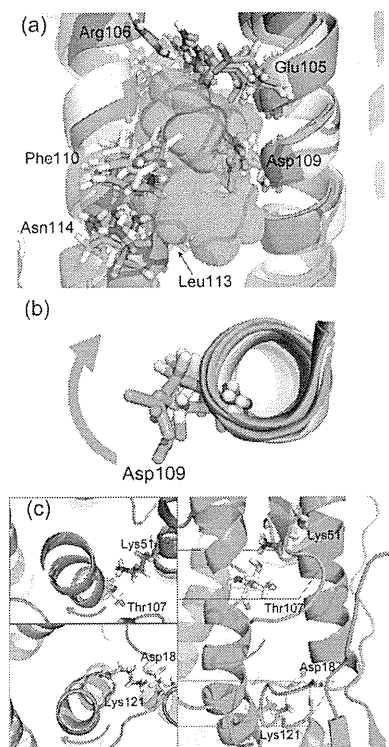 (a)
Arg106
Glu105
Phe110
Asp109
Asn114
Leu113
(b)
Asp109
(c)
Lys51
Lys51
Thr107
Thr107
Asp18
Asp18
Lys121
Lys121